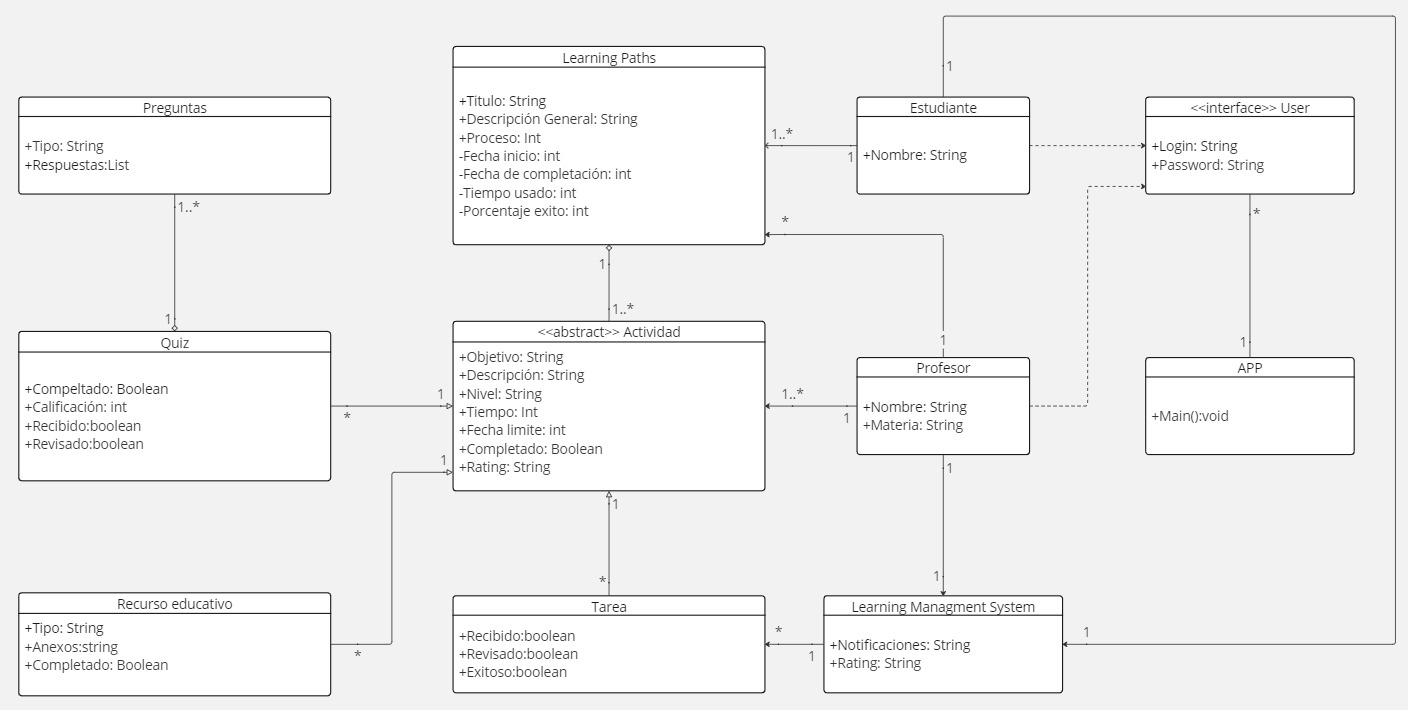 1
Learning Paths
+Titulo: String
+Descripción General: String
+Proceso: Int
-Fecha inicio: int
-Fecha de completación: int
-Tiempo usado: int
-Porcentaje exito: int
Preguntas
+Tipo: String
+Respuestas:List
Estudiante
+Nombre: String
<<interface>> User
+Login: String
+Password: String
1..*
1
1..*
*
*
1
1..*
1
1
1
Quiz
+Compeltado: Boolean
+Calificación: int
+Recibido:boolean
+Revisado:boolean
<<abstract>> Actividad
+Objetivo: String
+Descripción: String
+Nivel: String
+Tiempo: Int
+Fecha limite: int
+Completado: Boolean
+Rating: String
Profesor
+Nombre: String
+Materia: String
APP
+Main():void
1
*
1..*
1
1
1
1
*
1
Recurso educativo
+Tipo: String
+Anexos:string
+Completado: Boolean
*
Tarea
+Recibido:boolean
+Revisado:boolean
+Exitoso:boolean
*
1
Learning Managment System
+Notificaciones: String
+Rating: String
1